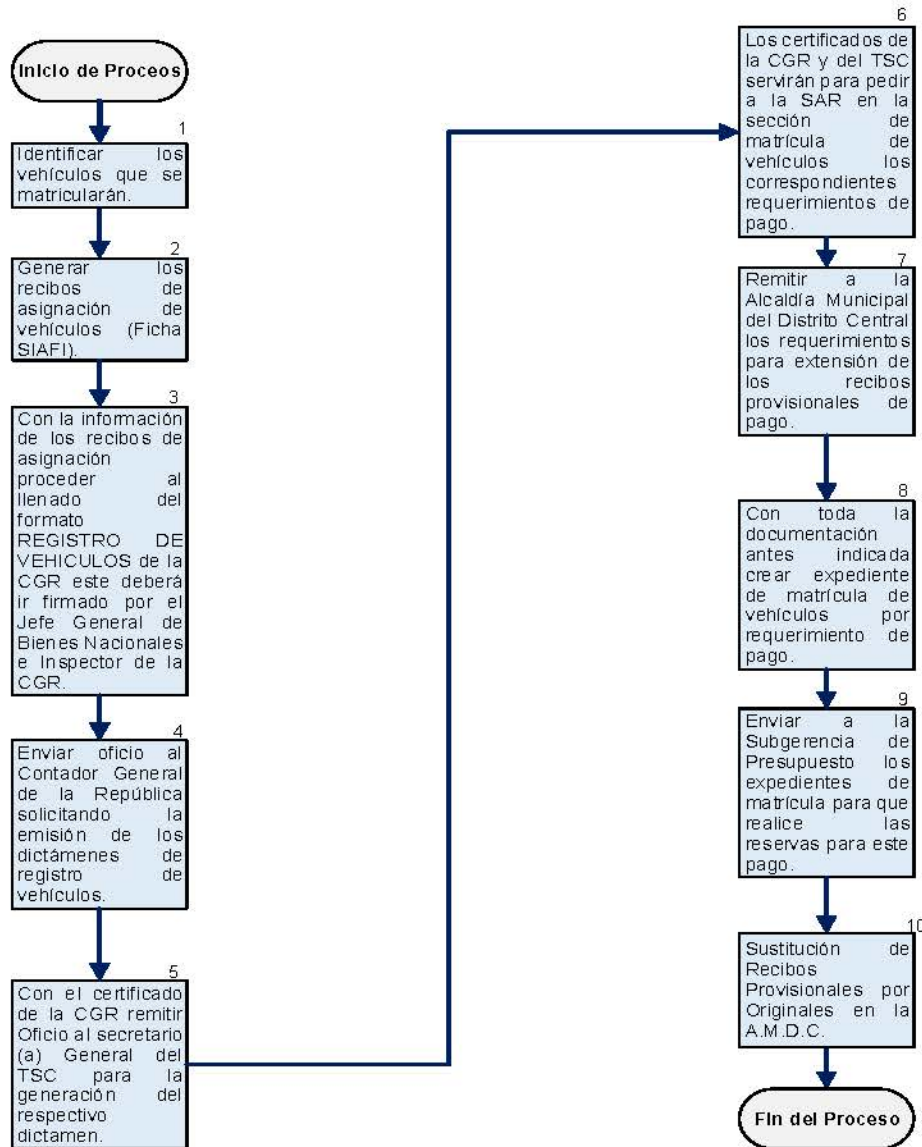 Inicio de Proceos
1
Identificar los
vehículos que se
matricularán.
2
Generar los
recibos de
asignación de
vehículos (Ficha
SIAFI).
3
Con la información
de los recibos de
asignación
proceder al
llenado del
formato
REGISTRO DE
VEHICULOS de la
CGR este deberá
ir firmado por el
Jefe General de
Bienes Nacionales
e Inspector de la
CGR.
4
Enviar oficio al
Contador General
de la República
solicitando la
emisión de los
dictámenes de
registro de
vehículos.
5
Con el certificado
de la CGR remitir
Oficio al secretario
(a) General del
TSC para la
generación del
respectivo
dictamen.
6
Los certificados de
la CGR y del TSC
servirán para pedir
a la SAR en la
sección de
matrícula de
vehículos los
correspondientes
requerimientos de
pago.
7
Remitir a la
Alcaldía Municipal
del Distrito Central
los requerimientos
para extensión de
los recibos
provisionales de
pago.
8
Con toda la
documentación
antes indicada
crear expediente
de matrícula de
vehículos por
requerimiento de
pago.
9
Enviar a la
Subgerencia de
Presupuesto los
expedientes de
matrícula para que
realice las
reservas para este
pago.
10
Sustitución de
Recibos
Provisionales por
Originales en la
A.M.D.C.
Fin del Proceso